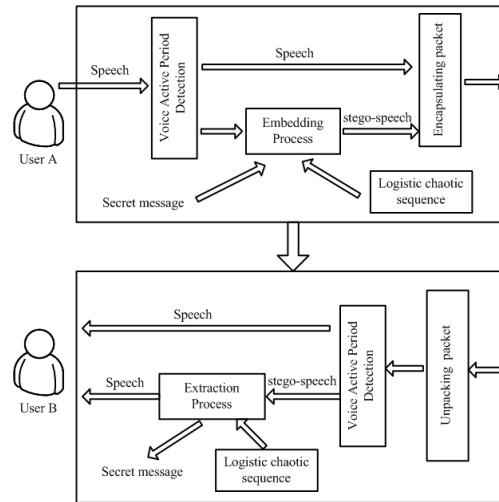 Speech
User A
Voice Active Period
Detection
Speech
Embedding
Process
stego-speech
Encapsulating packet
Secret message
Logistic chaotic
sequence
User B
Speech
Speech
Extraction
Process
stego-speech
Voice Active Period
Detection
Unpacking packet
Secret message
Logistic chaotic
sequence